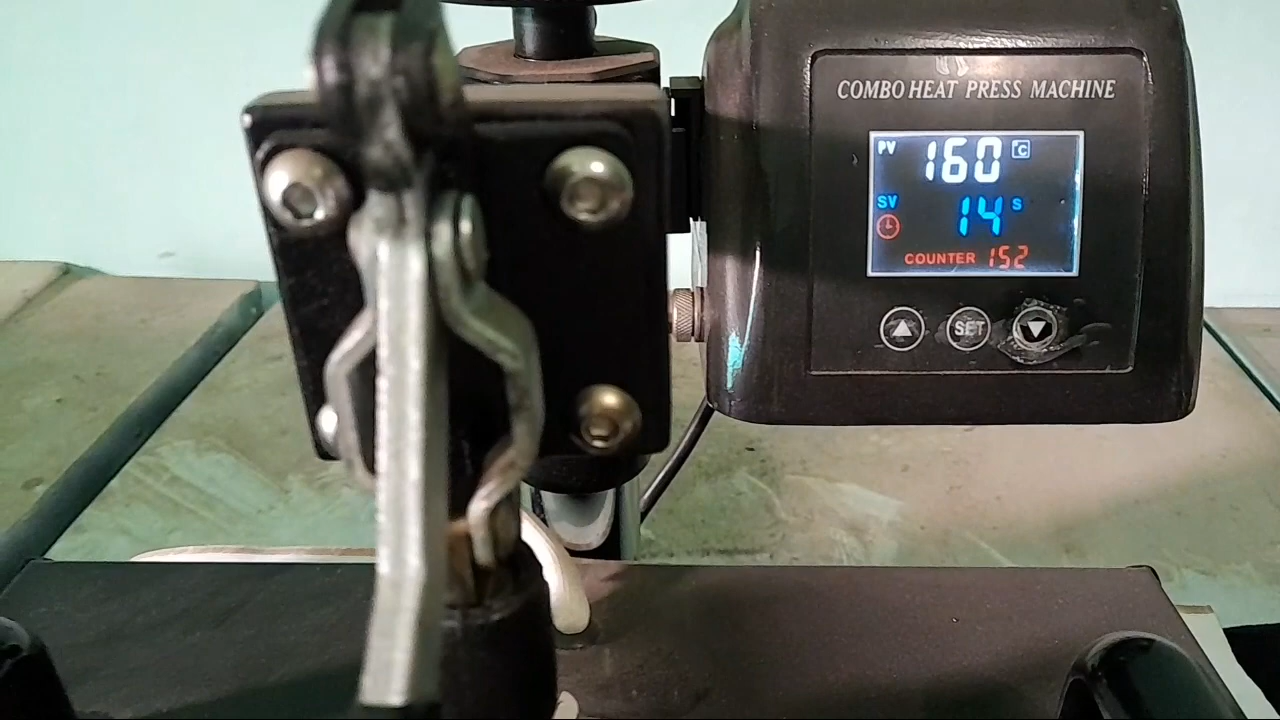 COMBO HEAT PRESS MACHINE
PV 160 °C
SV 14 S
COUNTER 152
SET